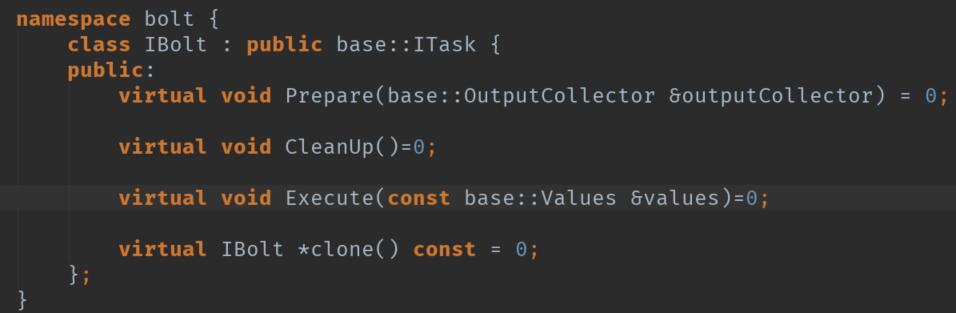 namespace bolt {
    class IBolt : public base::ITask {
    public:
        virtual void Prepare(base::OutputCollector &outputCollector) = 0;
        virtual void CleanUp()=0;
        virtual void Execute(const base::Values &values)=0;
        virtual IBolt *clone() const = 0;
    };
}